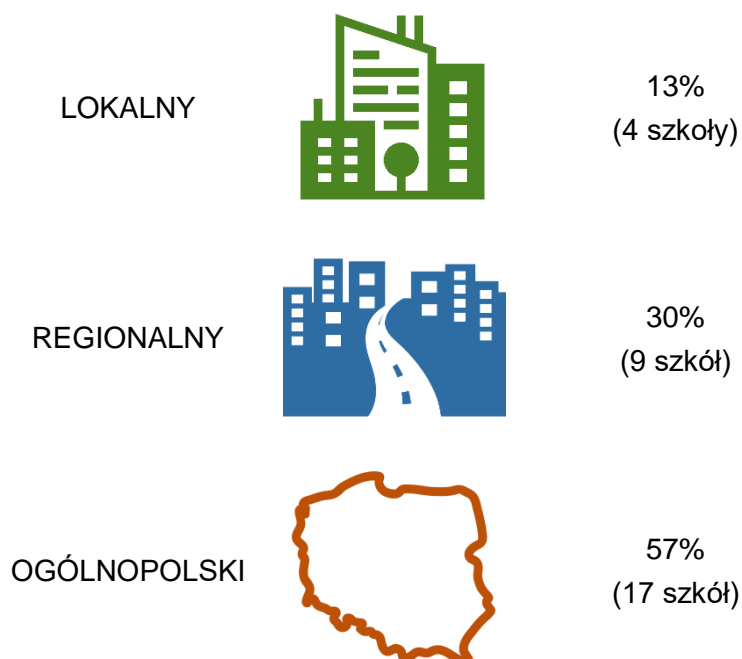 LOKALNY
13%
(4 szkoły)
REGIONALNY
30%
(9 szkół)
OGÓLNOPOLSKI
57%
(17 szkół)